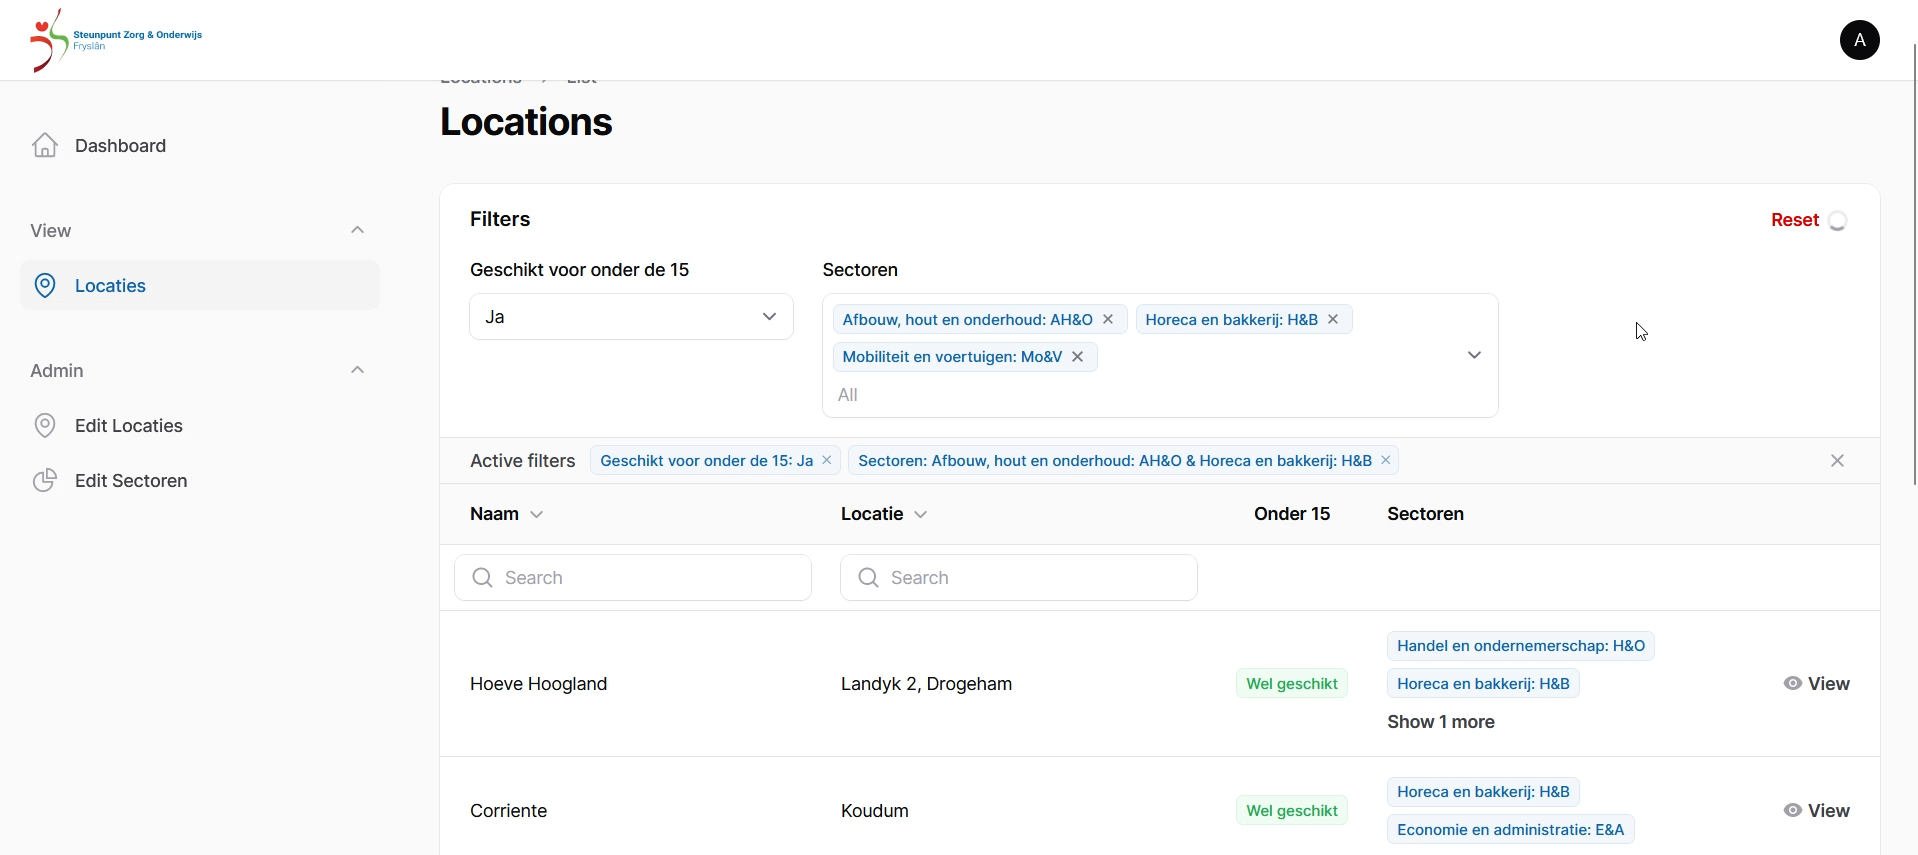 Steunpunt Zorg & Onderwijs
Fryslân
A
Locations > List
Locations
Dashboard
View
Locaties
Admin
Edit Locaties
Edit Sectoren
Filters
Reset
Geschikt voor onder de 15
Sectoren
Ja
Afbouw, hout en onderhoud: AH&O
Horeca en bakkerij: H&B
Mobiliteit en voertuigen: Mo&V
All
Active filters
Geschikt voor onder de 15: Ja
Sectoren: Afbouw, hout en onderhoud: AH&O & Horeca en bakkerij: H&B
Naam
Locatie
Onder 15
Sectoren
Search
Search
Hoeve Hoogland
Landyk 2, Drogeham
Wel geschikt
Handel en ondernemerschap: H&O
Horeca en bakkerij: H&B
Show 1 more
View
Corriente
Koudum
Wel geschikt
Horeca en bakkerij: H&B
Economie en administratie: E&A
View